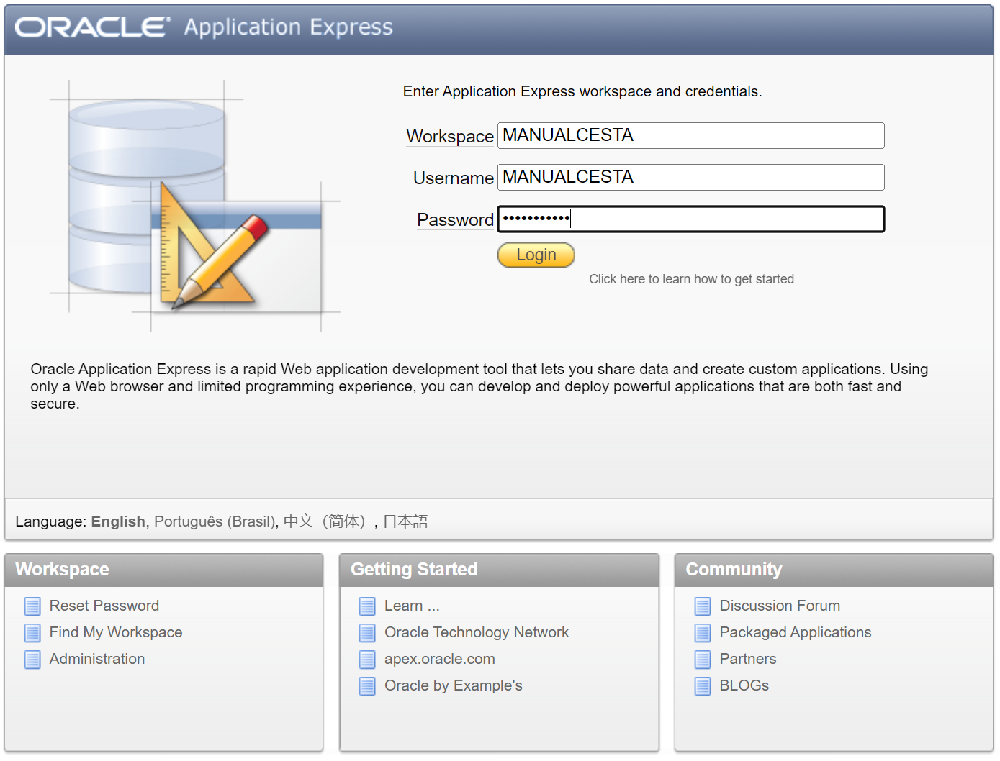 ORACLE® Application Express
Enter Application Express workspace and credentials.
Workspace MANUALCESTA
Username MANUALCESTA
Password •••••••••••
Login
Click here to learn how to get started
Oracle Application Express is a rapid Web application development tool that lets you share data and create custom applications. Using
only a Web browser and limited programming experience, you can develop and deploy powerful applications that are both fast and
secure.
Language: English, Português (Brasil), 中文（简体）, 日本語
Workspace
Reset Password
Find My Workspace
Administration
Getting Started
Learn ...
Oracle Technology Network
apex.oracle.com
Oracle by Example's
Community
Discussion Forum
Packaged Applications
Partners
BLOGs